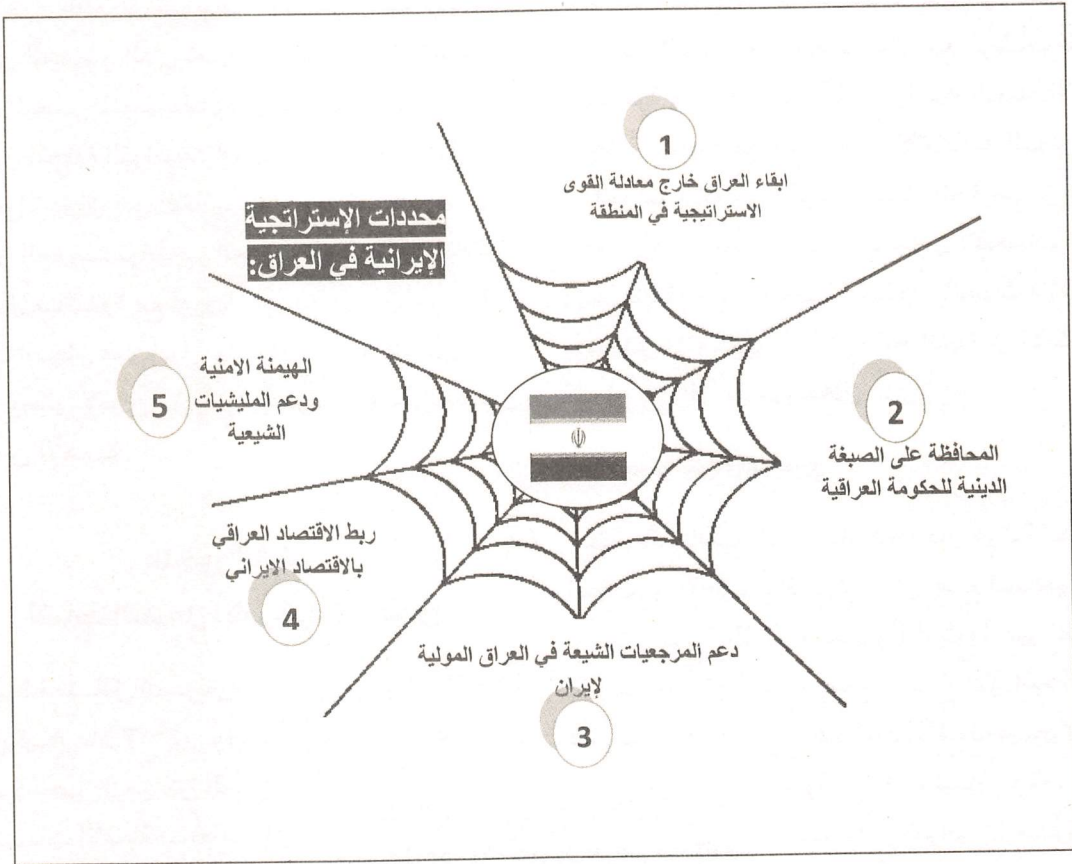 محددات الإستراتجية
الإيرانية في العراق:
1
ابقاء العراق خارج معادلة القوى
الاستراتيجية في المنطقة
2
المحافظة على الصبغة
الدينية للحكومة العراقية
دعم المرجعيات الشيعة في العراق المولية
لإيران
3
ربط الاقتصاد العراقي
بالاقتصاد الايراني
4
الهيمنة الامنية
ودعم المليشيات
الشيعية
5